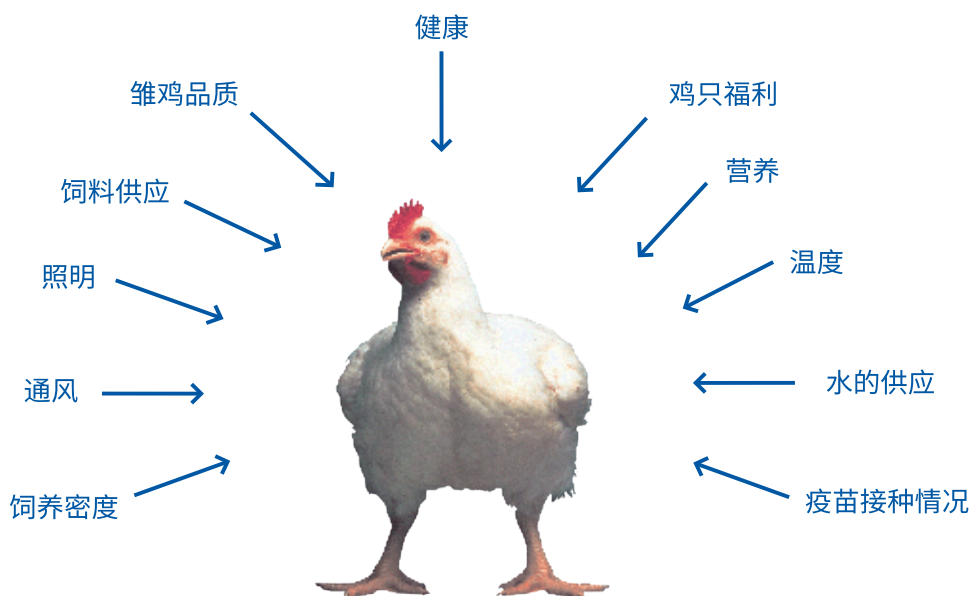 健康
雏鸡品质
鸡只福利
营养
饲料供应
温度
照明
水的供应
通风
疫苗接种情况
饲养密度